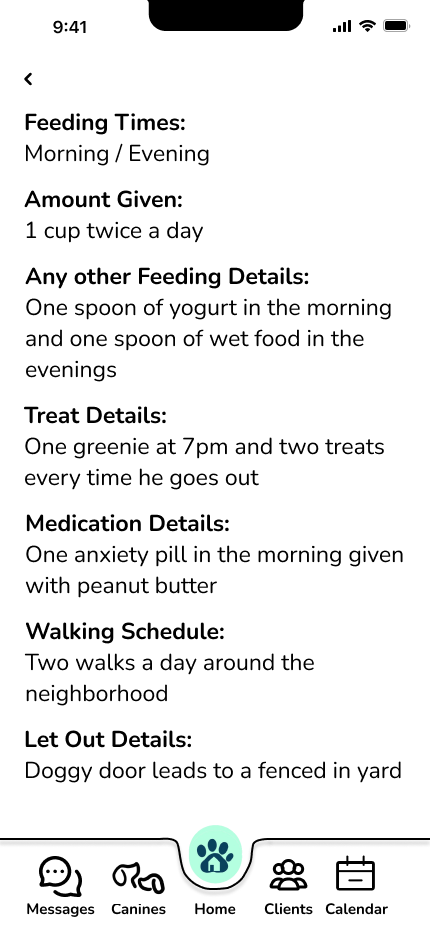 9:41
Feeding Times:
Morning / Evening
Amount Given:
1 cup twice a day
Any other Feeding Details:
One spoon of yogurt in the morning
and one spoon of wet food in the
evenings
Treat Details:
One greenie at 7pm and two treats
every time he goes out
Medication Details:
One anxiety pill in the morning given
with peanut butter
Walking Schedule:
Two walks a day around the
neighborhood
Let Out Details:
Doggy door leads to a fenced in yard
Messages Canines Home Clients Calendar